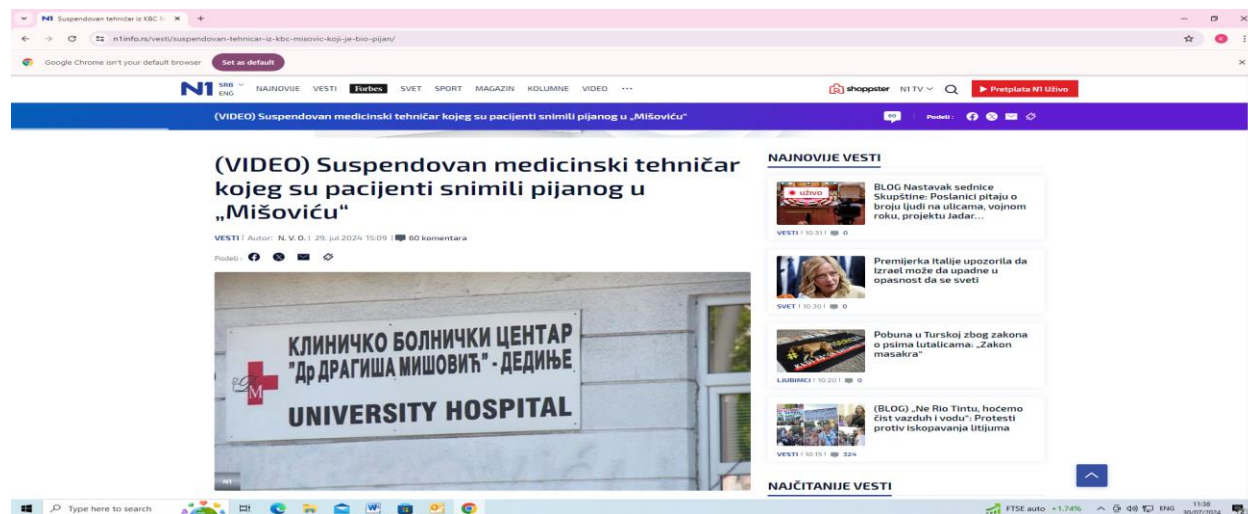 N1 Suspendovan tehničar iz KBC
n1info.rs/vesti/suspendovan-tehnicar-iz-kbc-misovic-koji-je-bio-pijan/
Google Chrome isn't your default browser
Set as default
N1
SRB
ENG
NAJNOVIJE VESTI Forbes SVET SPORT MAGAZIN KOLUMNE VIDEO ...
shoppster N1 TV
Pretplata N1 Uživo
(VIDEO) Suspendovan medicinski tehničar kojeg su pacijenti snimili pijanog u „Mišoviću“
60
Podeli :
(VIDEO) Suspendovan medicinski tehničar
kojeg su pacijenti snimili pijanog u
„Mišoviću“
VESTI | Autor: N. V. O. | 29. jul 2024 15:09 | 60 komentara
Podeli :
КЛИНИЧКО БОЛНИЧКИ ЦЕНТАР
"Др ДРАГИША МИШОВИЋ" - ДЕДИЊЕ
UNIVERSITY HOSPITAL
DM
N1
NAJNOVIJE VESTI
UŽIVO
BLOG Nastavak sednice
Skupštine: Poslanici pitaju o
broju ljudi na ulicama, vojnom
roku, projektu Jadar...
VESTI | 10:31 | 0
Premijerka Italije upozorila da
Izrael može da upadne u
opasnost da se sveti
SVET | 10:30 | 0
Pobuna u Turskoj zbog zakona
o psima lutalicama: „Zakon
masakra“
LJUBIMCI | 10:20 | 0
(BLOG) „Ne Rio Tintu, hoćemo
čist vazduh i vodu“: Protesti
protiv iskopavanja litijuma
VESTI | 10:15 | 324
NAJČITANIJE VESTI
Type here to search
FTSE auto +1.74%
ENG
11:38
30/07/2024